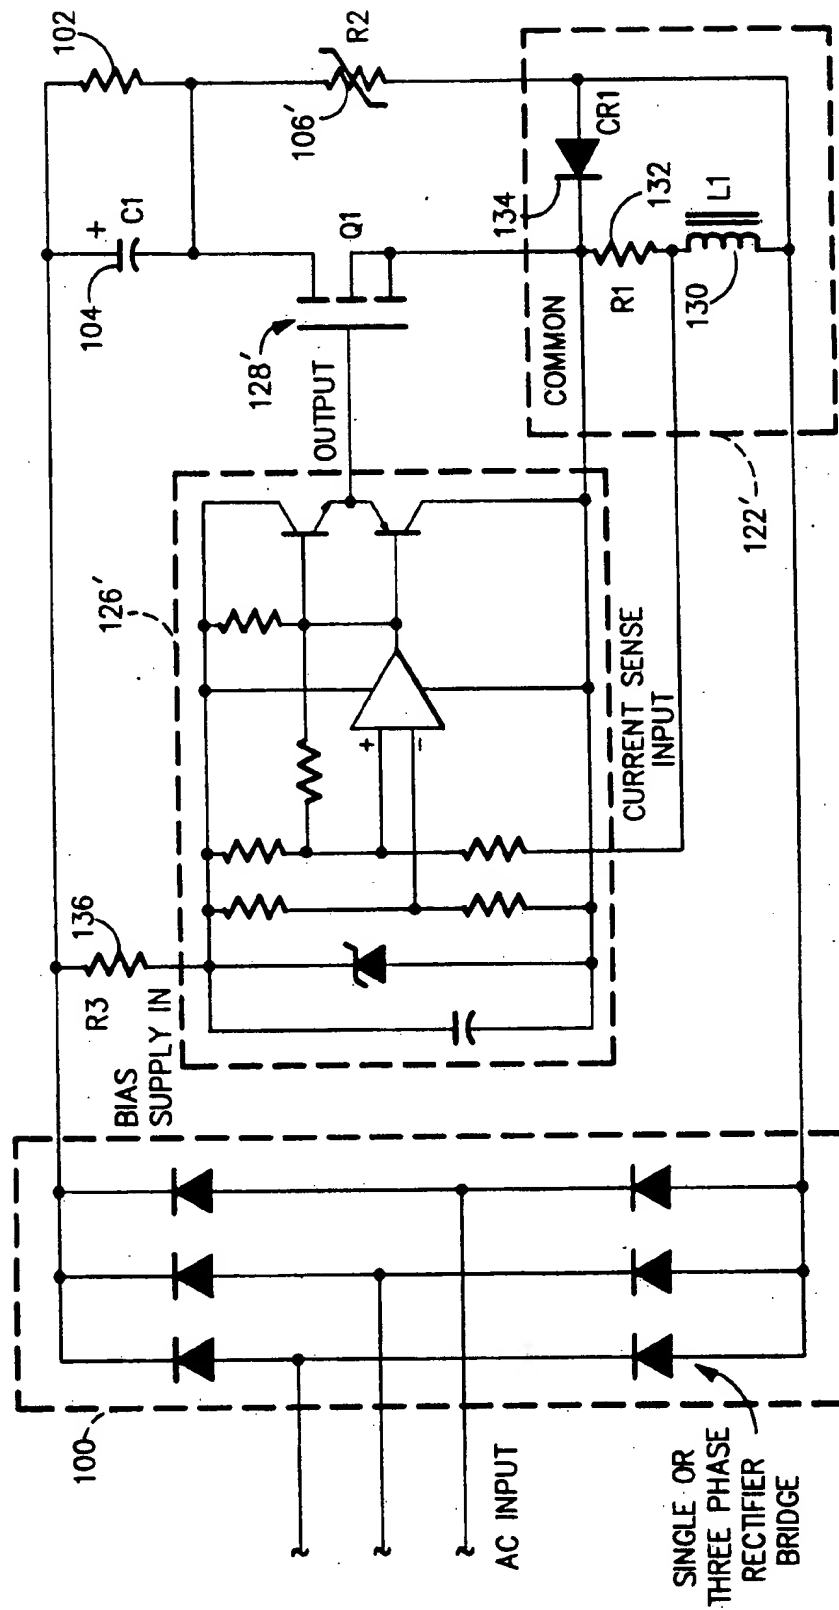 100
AC INPUT
SINGLE OR
THREE PHASE
RECTIFIER
BRIDGE
BIAS
SUPPLY IN
R3
136
126'
+
−
CURRENT SENSE
INPUT
OUTPUT
128'
Q1
104
+
C1
102
106'
R2
COMMON
134
CR1
R1
132
130
L1
122'